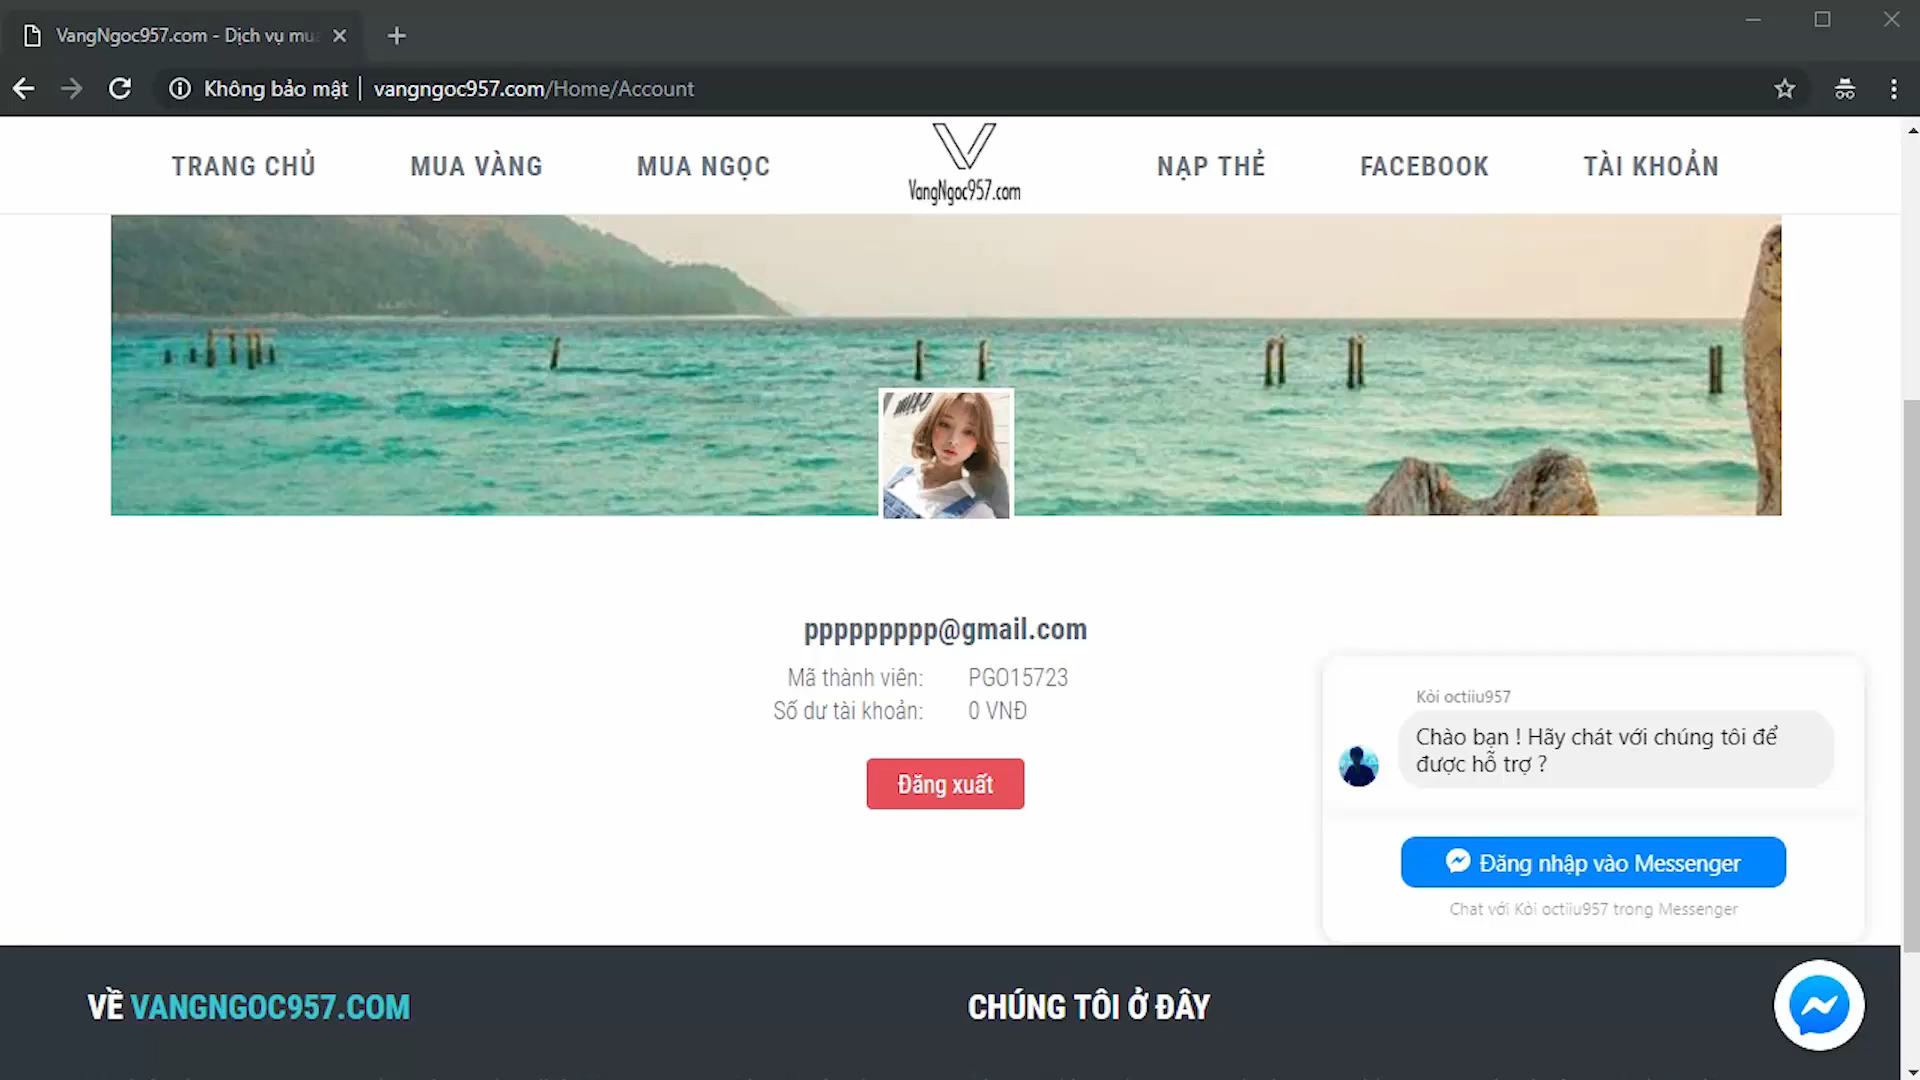 VangNgoc957.com - Dịch vụ mua
Không bảo mật
vangngoc957.com/Home/Account
TRANG CHỦ
MUA VÀNG
MUA NGỌC
VangNgoc957.com
NẠP THẺ
FACEBOOK
TÀI KHOẢN
ppppppppp@gmail.com
Mã thành viên: PGO15723
Số dư tài khoản: 0 VNĐ
Đăng xuất
Kòi octiiu957
Chào bạn ! Hãy chát với chúng tôi để
được hỗ trợ ?
Đăng nhập vào Messenger
Chat với Kòi octiiu957 trong Messenger
VỀ VANGNGOC957.COM
CHÚNG TÔI Ở ĐÂY